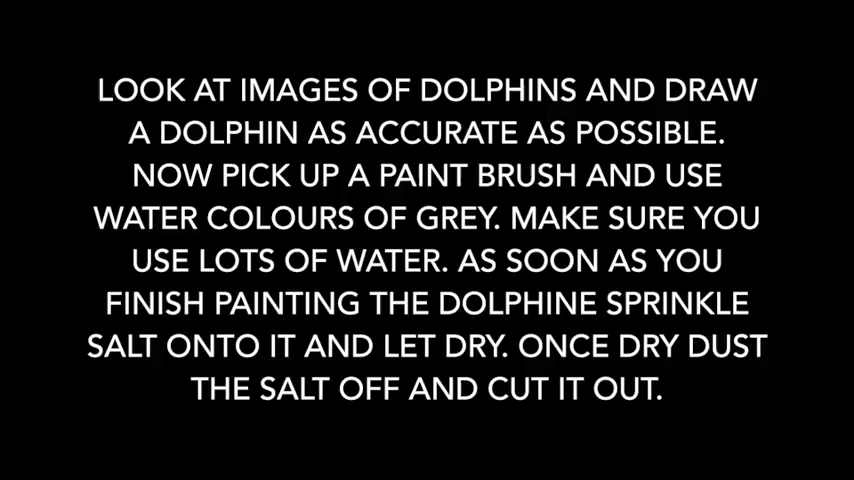 LOOK AT IMAGES OF DOLPHINS AND DRAW
A DOLPHIN AS ACCURATE AS POSSIBLE.
NOW PICK UP A PAINT BRUSH AND USE
WATER COLOURS OF GREY. MAKE SURE YOU
USE LOTS OF WATER. AS SOON AS YOU
FINISH PAINTING THE DOLPHINE SPRINKLE
SALT ONTO IT AND LET DRY. ONCE DRY DUST
THE SALT OFF AND CUT IT OUT.